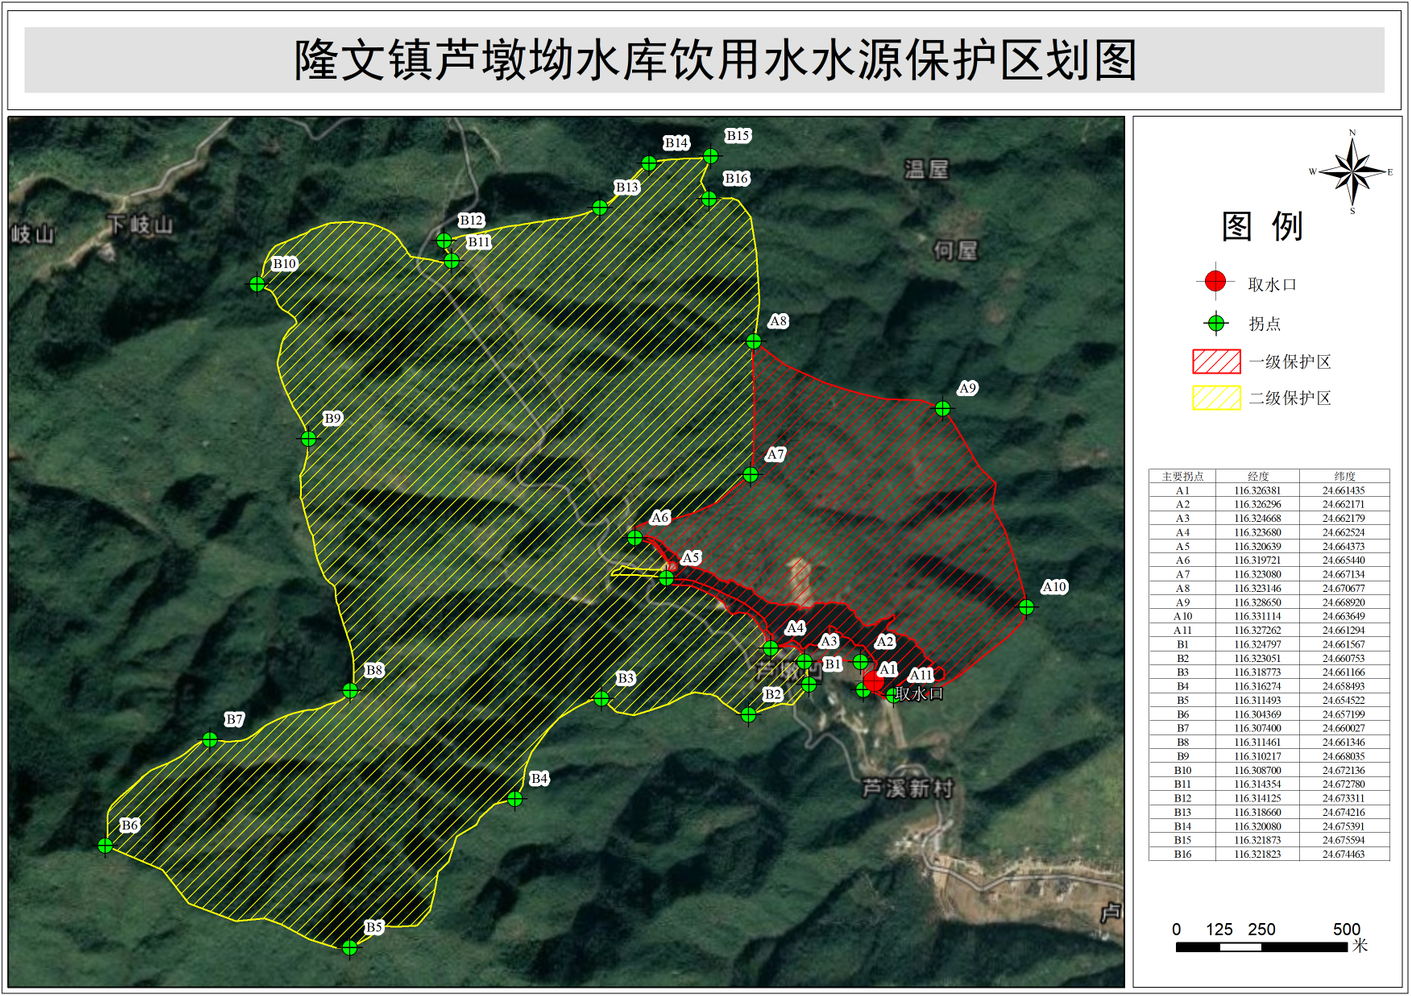 隆文镇芦墩坳水库饮用水水源保护区划图
B15
B14
B16
温屋
B13
下岐山
岐山
B12
B11
何屋
B10
A8
A9
B9
A7
A6
A5
A10
A4
A3
A2
B1
A1
A11
取水口
B8
B3
B2
B7
B4
芦溪新村
B6
B5
卢
N
W
E
S
图 例
取水口
拐点
一级保护区
二级保护区
主要拐点 经度 纬度
A1 116.326381 24.661435
A2 116.326296 24.662171
A3 116.324668 24.662179
A4 116.323680 24.662524
A5 116.320639 24.664373
A6 116.319721 24.665440
A7 116.323080 24.667134
A8 116.323146 24.670677
A9 116.328650 24.668920
A10 116.331114 24.663649
A11 116.327262 24.661294
B1 116.324797 24.661567
B2 116.323051 24.660753
B3 116.318773 24.661166
B4 116.316274 24.658493
B5 116.311493 24.654522
B6 116.304369 24.657199
B7 116.307400 24.660027
B8 116.311461 24.661346
B9 116.310217 24.668035
B10 116.308700 24.672136
B11 116.314354 24.672780
B12 116.314125 24.673311
B13 116.318660 24.674216
B14 116.320080 24.675391
B15 116.321873 24.675594
B16 116.321823 24.674463
0 125 250 500
米